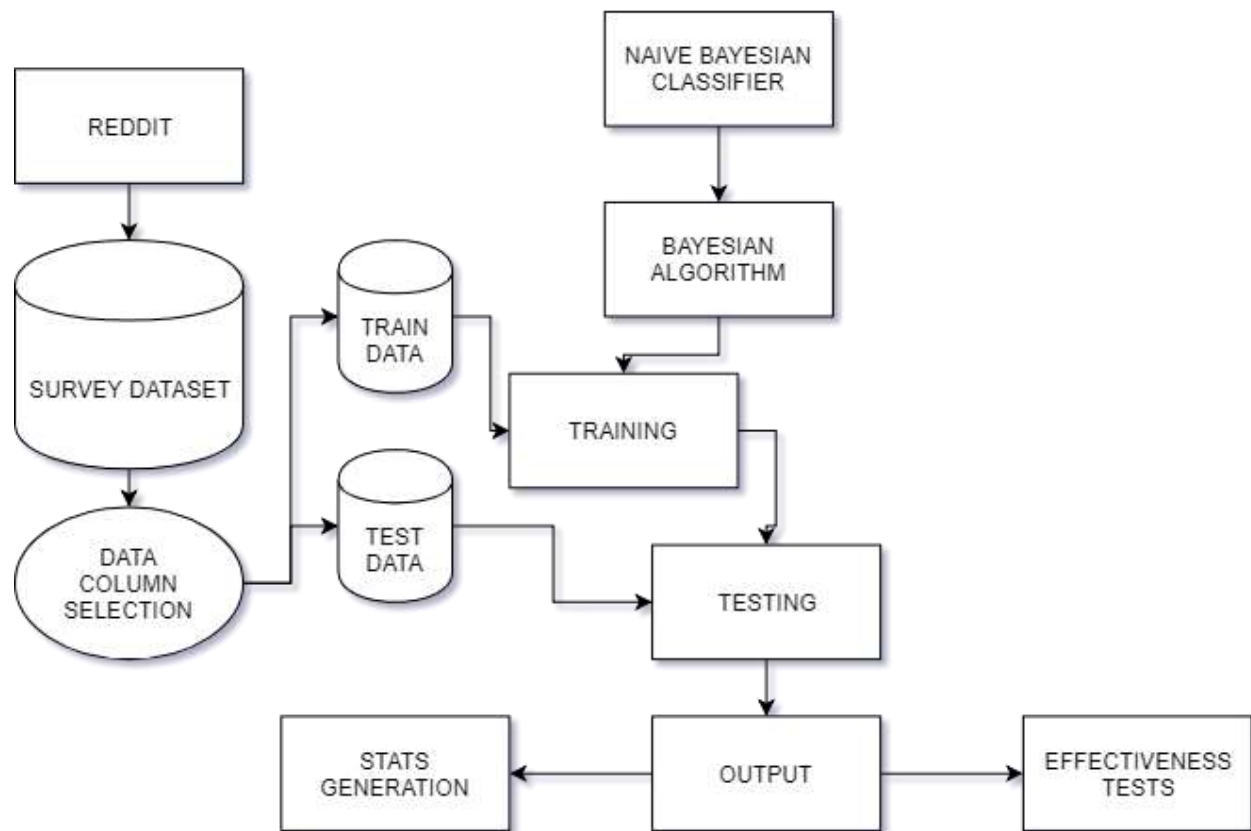 NAIVE BAYESIAN
CLASSIFIER
REDDIT
BAYESIAN
ALGORITHM
TRAIN
DATA
SURVEY DATASET
TRAINING
TEST
DATA
DATA
COLUMN
SELECTION
TESTING
STATS
GENERATION
OUTPUT
EFFECTIVENESS
TESTS